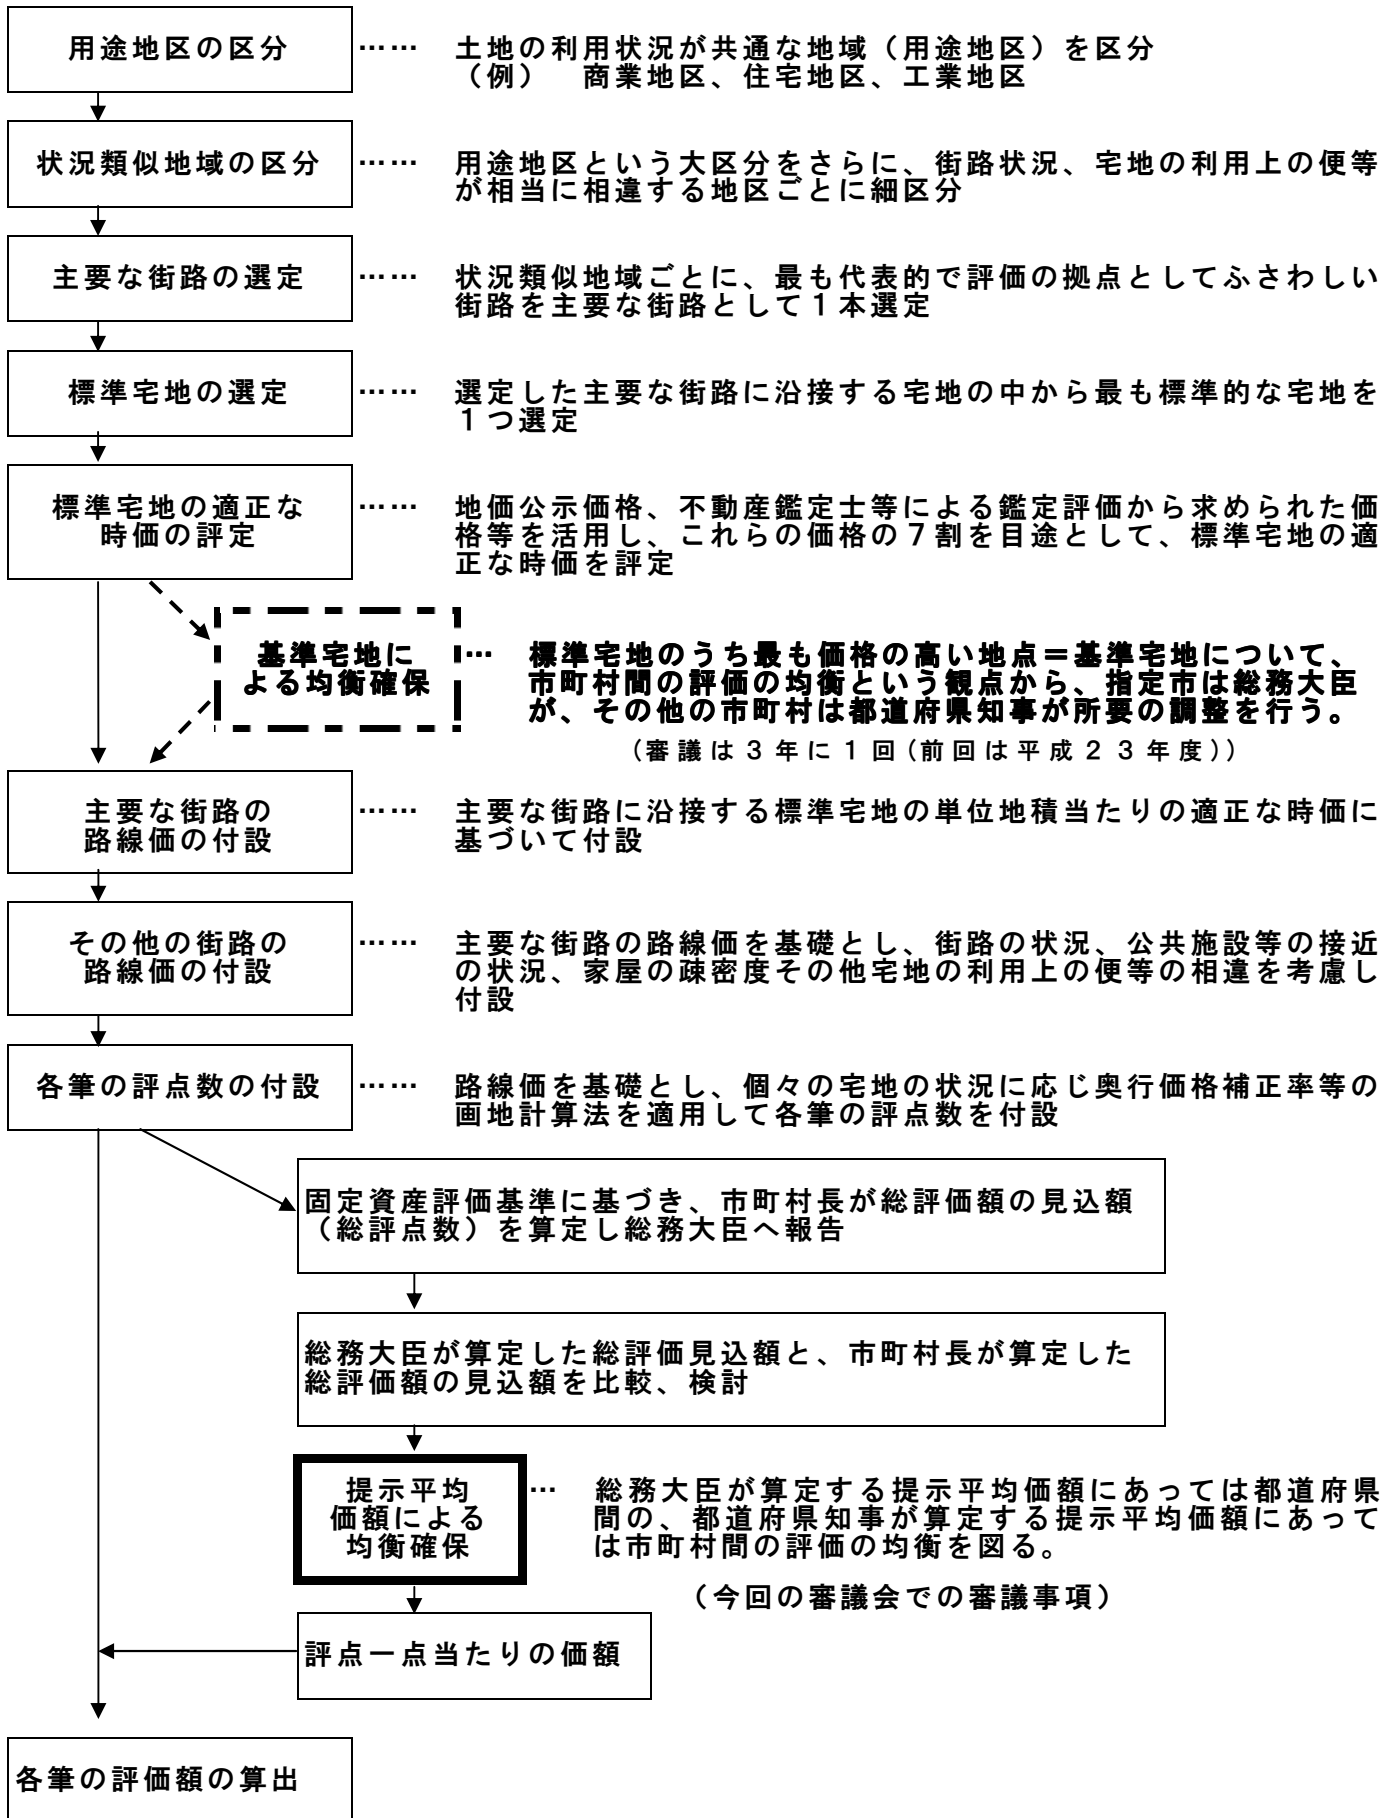 用途地区の区分 …… 土地の利用状況が共通な地域（用途地区）を区分
（例）　商業地区、住宅地区、工業地区
状況類似地域の区分 …… 用途地区という大区分をさらに、街路状況、宅地の利用上の便等
が相当に相違する地区ごとに細区分
主要な街路の選定 …… 状況類似地域ごとに、最も代表的で評価の拠点としてふさわしい
街路を主要な街路として１本選定
標準宅地の選定 …… 選定した主要な街路に沿接する宅地の中から最も標準的な宅地を
１つ選定
標準宅地の適正な
時価の評定
…… 地価公示価格、不動産鑑定士等による鑑定評価から求められた価
格等を活用し、これらの価格の７割を目途として、標準宅地の適
正な時価を評定
基準宅地に
よる均衡確保
… 標準宅地のうち最も価格の高い地点＝基準宅地について、
市町村間の評価の均衡という観点から、指定市は総務大臣
が、その他の市町村は都道府県知事が所要の調整を行う。
（審議は３年に１回（前回は平成２３年度））
主要な街路の
路線価の付設
…… 主要な街路に沿接する標準宅地の単位地積当たりの適正な時価に
基づいて付設
その他の街路の
路線価の付設
…… 主要な街路の路線価を基礎とし、街路の状況、公共施設等の接近
の状況、家屋の疎密度その他宅地の利用上の便等の相違を考慮し
付設
各筆の評点数の付設 …… 路線価を基礎とし、個々の宅地の状況に応じ奥行価格補正率等の
画地計算法を適用して各筆の評点数を付設
固定資産評価基準に基づき、市町村長が総評価額の見込額
（総評点数）を算定し総務大臣へ報告
総務大臣が算定した総評価見込額と、市町村長が算定した
総評価額の見込額を比較、検討
提示平均
価額による
均衡確保
… 総務大臣が算定する提示平均価額にあっては都道府県
間の、都道府県知事が算定する提示平均価額にあって
は市町村間の評価の均衡を図る。
（今回の審議会での審議事項）
評点一点当たりの価額
各筆の評価額の算出